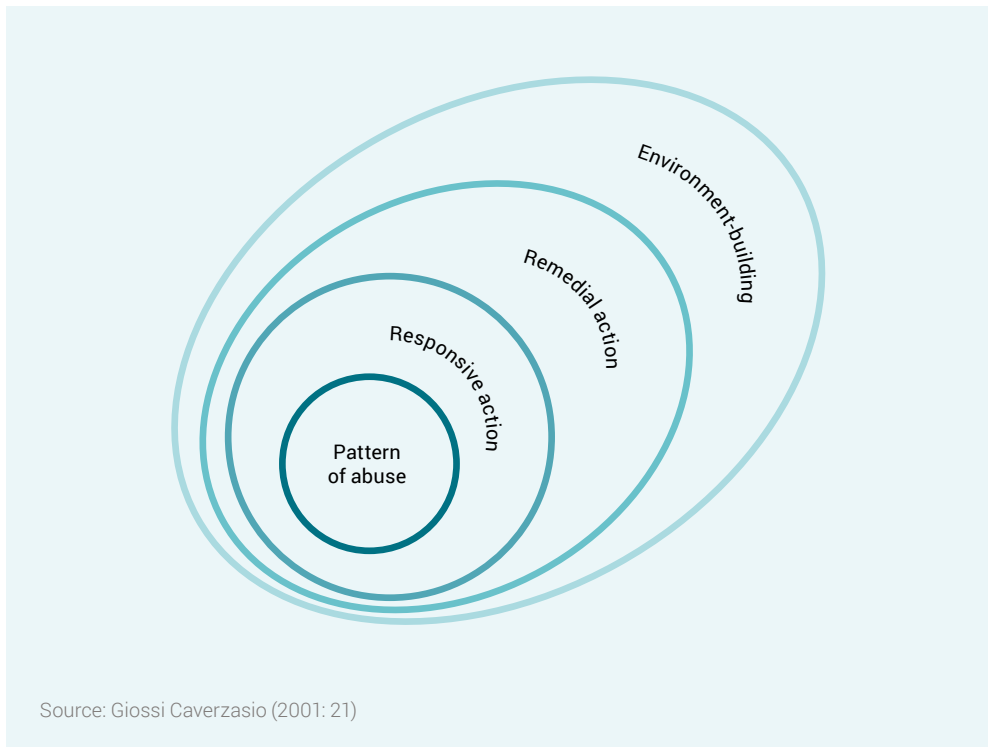 Environment-building
Remedial action
Responsive action
Pattern
of abuse
Source: Giossi Caverzasio (2001: 21)